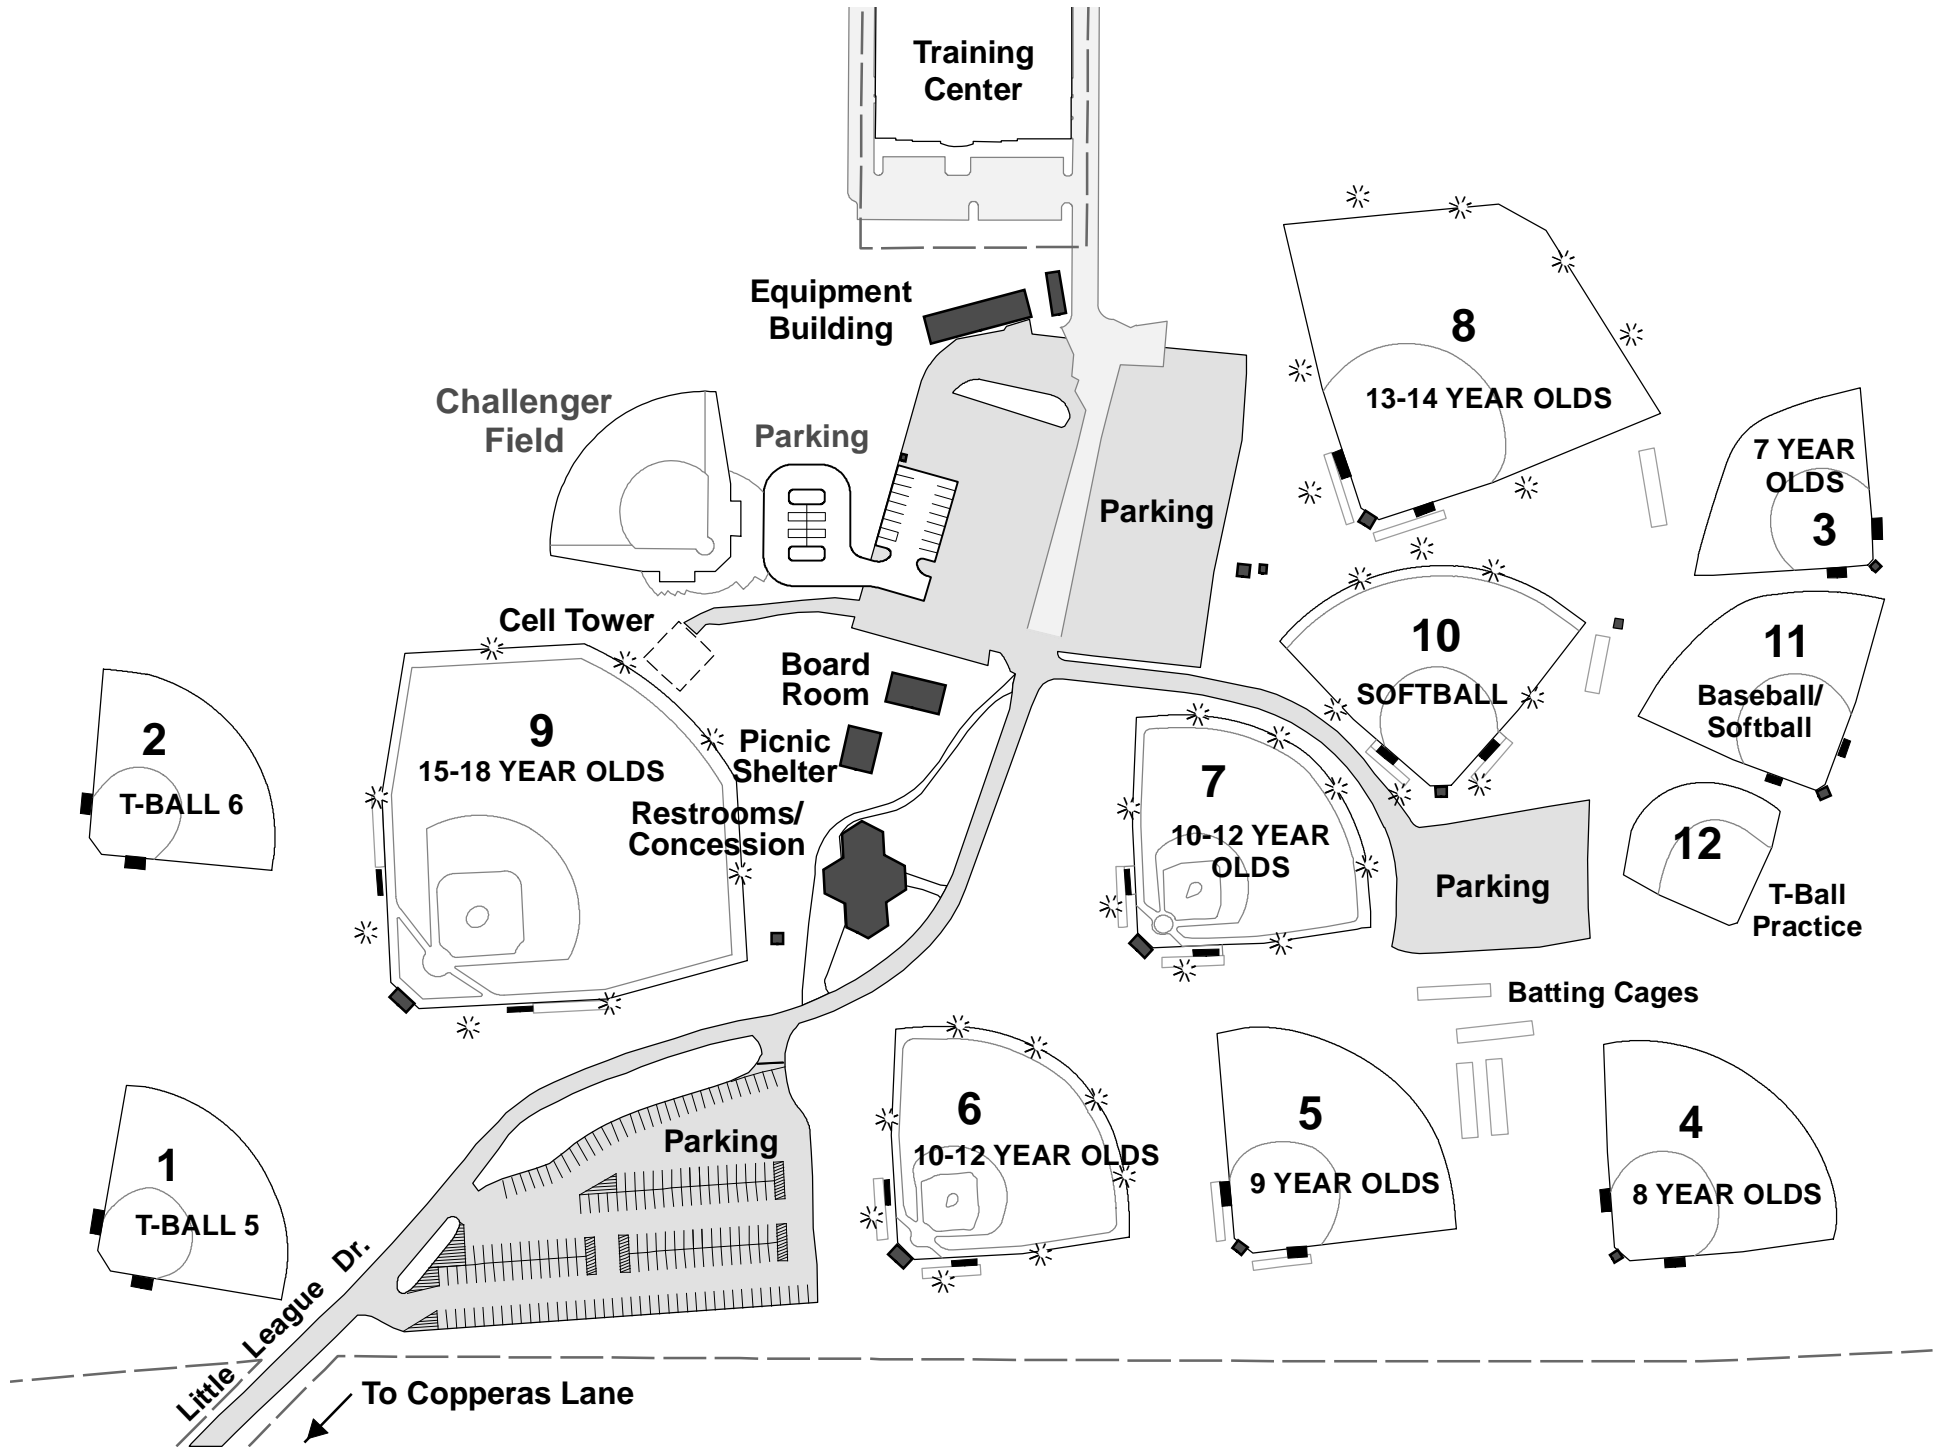 Training
Center
Equipment
Building
8
13-14 YEAR OLDS
Challenger
Field
Parking
Parking
7 YEAR
OLDS
3
Cell Tower
10
SOFTBALL
11
Baseball/
Softball
Board
Room
2
T-BALL 6
9
15-18 YEAR OLDS
Picnic
Shelter
Restrooms/
Concession
7
10-12 YEAR
OLDS
Parking
12
T-Ball
Practice
Batting Cages
1
T-BALL 5
Parking
6
10-12 YEAR OLDS
5
9 YEAR OLDS
4
8 YEAR OLDS
Little League Dr.
To Copperas Lane